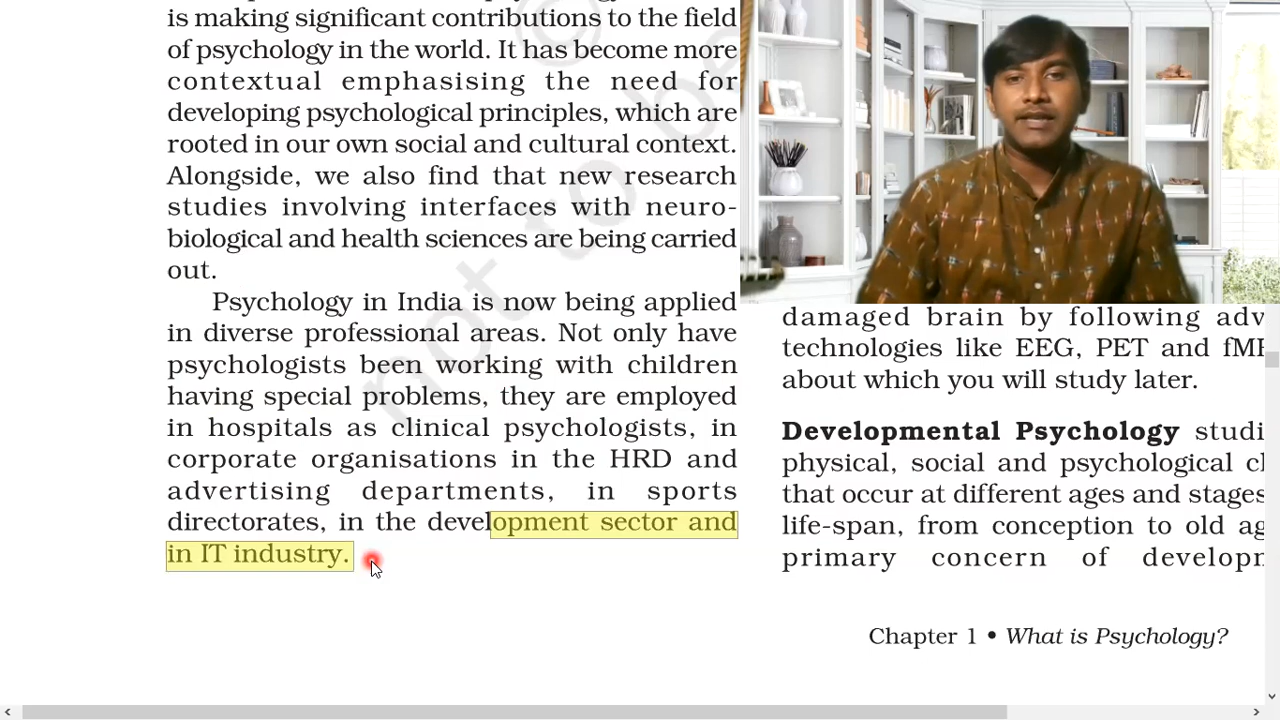 is making significant contributions to the field
of psychology in the world. It has become more
contextual emphasising the need for
developing psychological principles, which are
rooted in our own social and cultural context.
Alongside, we also find that new research
studies involving interfaces with neuro-
biological and health sciences are being carried
out.
Psychology in India is now being applied
in diverse professional areas. Not only have
psychologists been working with children
having special problems, they are employed
in hospitals as clinical psychologists, in
corporate organisations in the HRD and
advertising departments, in sports
directorates, in the development sector and
in IT industry.
damaged brain by following adv
technologies like EEG, PET and fM
about which you will study later.
Developmental Psychology studi
physical, social and psychological c
that occur at different ages and stages
life-span, from conception to old ag
primary concern of develop
Chapter 1 • What is Psychology?
not to be
©